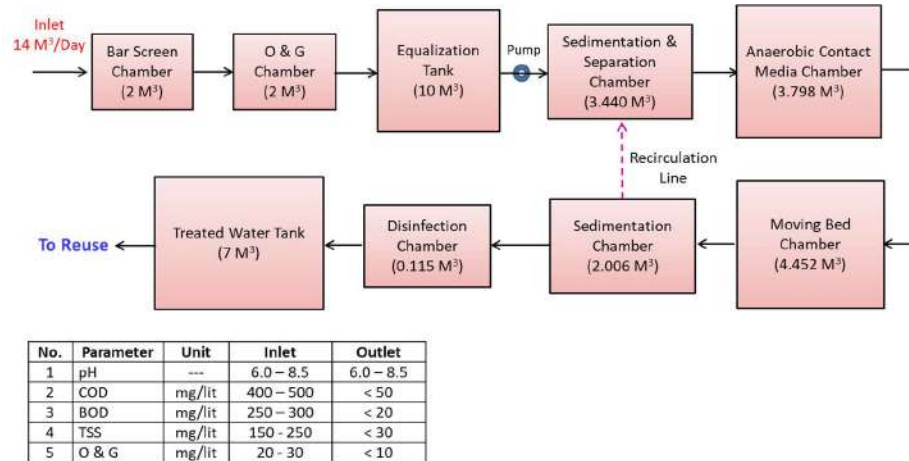 Inlet
14 M³/Day
Bar Screen
Chamber
(2 M³)
O & G
Chamber
(2 M³)
Equalization
Tank
(10 M³)
Pump
Sedimentation &
Separation
Chamber
(3.440 M³)
Anaerobic Contact
Media Chamber
(3.798 M³)
Recirculation
Line
Moving Bed
Chamber
(4.452 M³)
Sedimentation
Chamber
(2.006 M³)
Disinfection
Chamber
(0.115 M³)
Treated Water Tank
(7 M³)
To Reuse
No. Parameter Unit Inlet Outlet
1 pH --- 6.0 – 8.5 6.0 – 8.5
2 COD mg/lit 400 – 500 < 50
3 BOD mg/lit 250 – 300 < 20
4 TSS mg/lit 150 - 250 < 30
5 O & G mg/lit 20 - 30 < 10